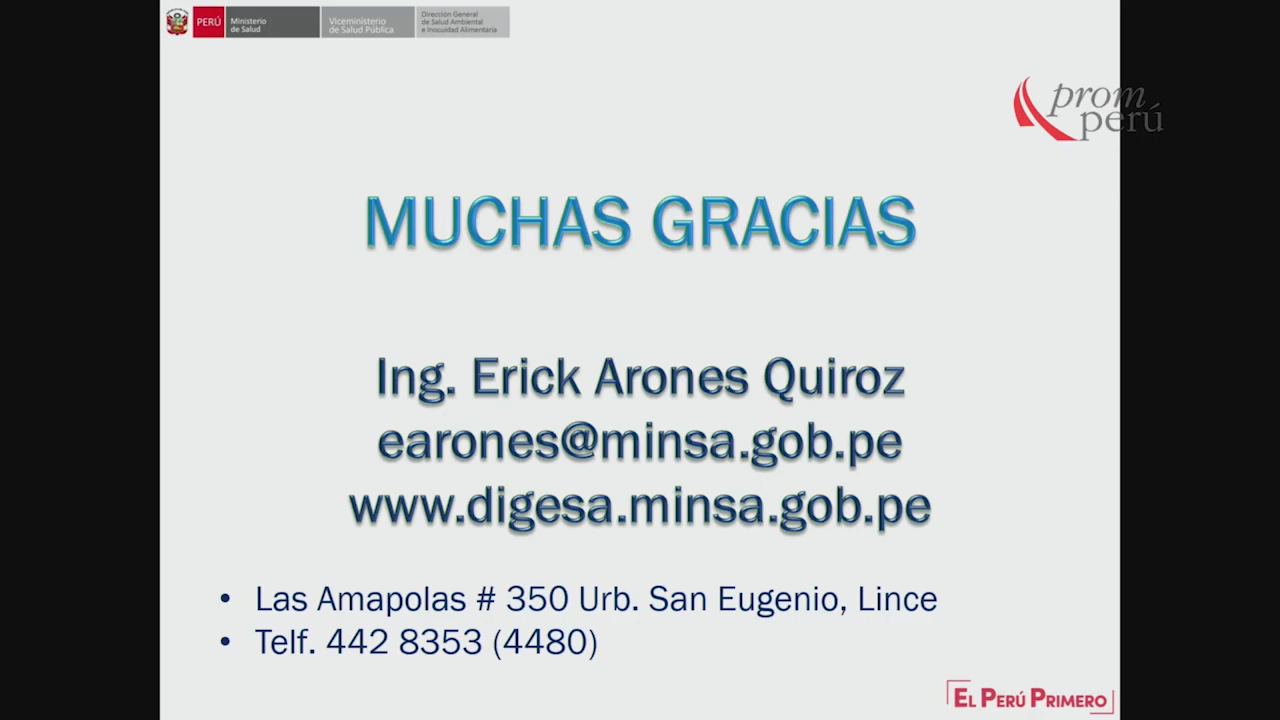 PERÚ
Ministerio
de Salud
Viceministerio
de Salud Pública
Dirección General
de Salud Ambiental
e Inocuidad Alimentaria
prom
perú
MUCHAS GRACIAS
Ing. Erick Arones Quiroz
earones@minsa.gob.pe
www.digesa.minsa.gob.pe
• Las Amapolas # 350 Urb. San Eugenio, Lince
• Telf. 442 8353 (4480)
EL PERÚ PRIMERO